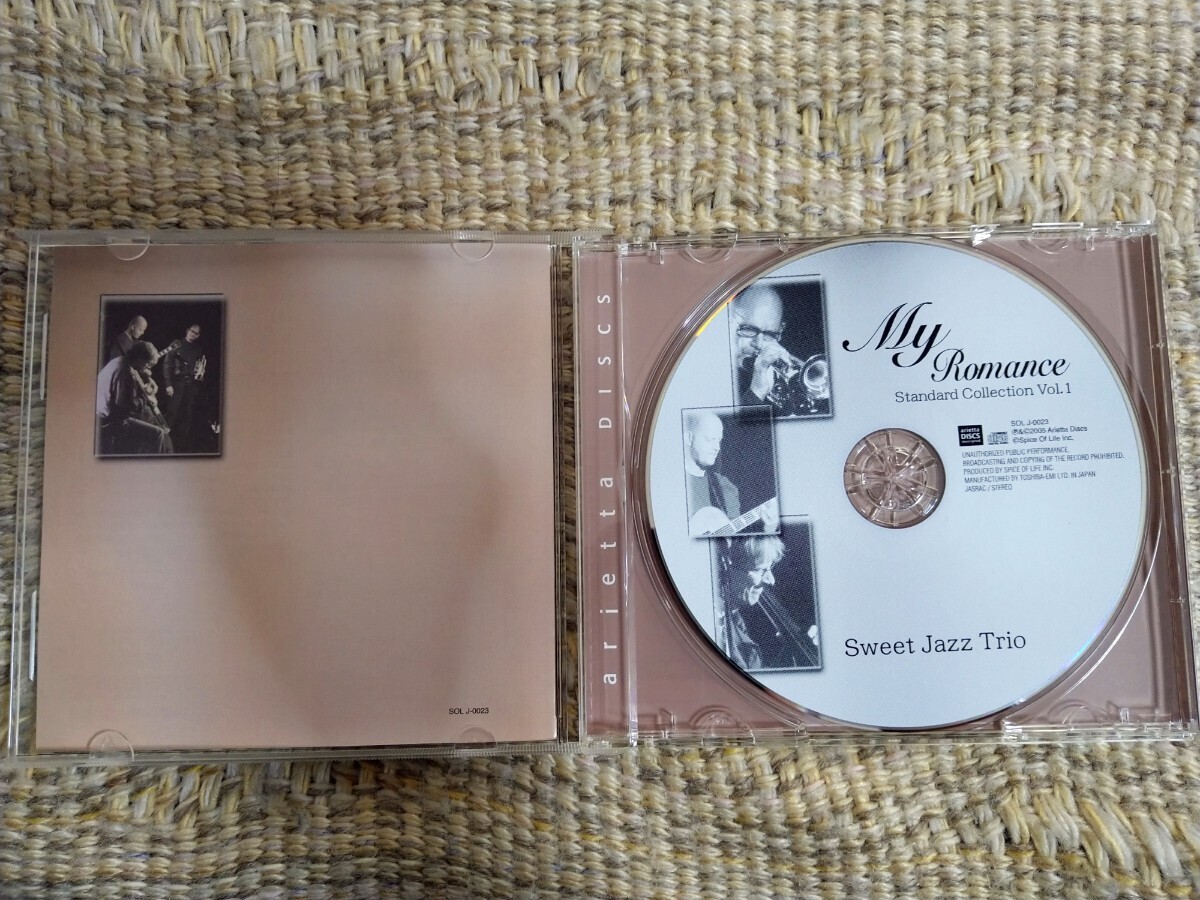 SOL J-0023
arietta DISCS
My
Romance
Standard Collection Vol.1
SOL J-0023
℗&©2005 Arietta Discs
©Spice Of Life Inc.
arietta
DISCS
UNAUTHORIZED PUBLIC PERFORMANCE.
BROADCASTING AND COPYING OF THE RECORD PROHIBITED.
PRODUCED BY SPICE OF LIFE INC.
MANUFACTURED BY TOSHIBA-EMI LTD. IN JAPAN
JASRAC / STEREO
Sweet Jazz Trio